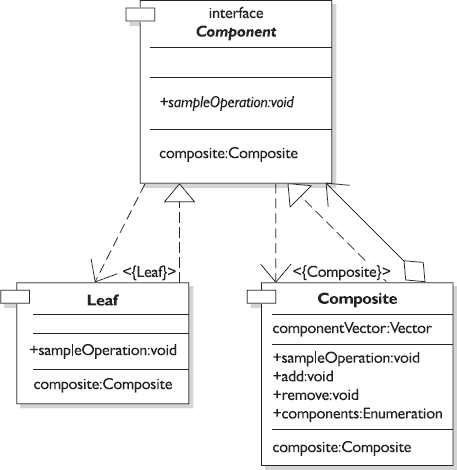 interface
Component
+sampleOperation:void
composite:Composite
<{Leaf}>
<{Composite}>
Leaf
+sampleOperation:void
composite:Composite
Composite
componentVector:Vector
+sampleOperation:void
+add:void
+remove:void
+components:Enumeration
composite:Composite